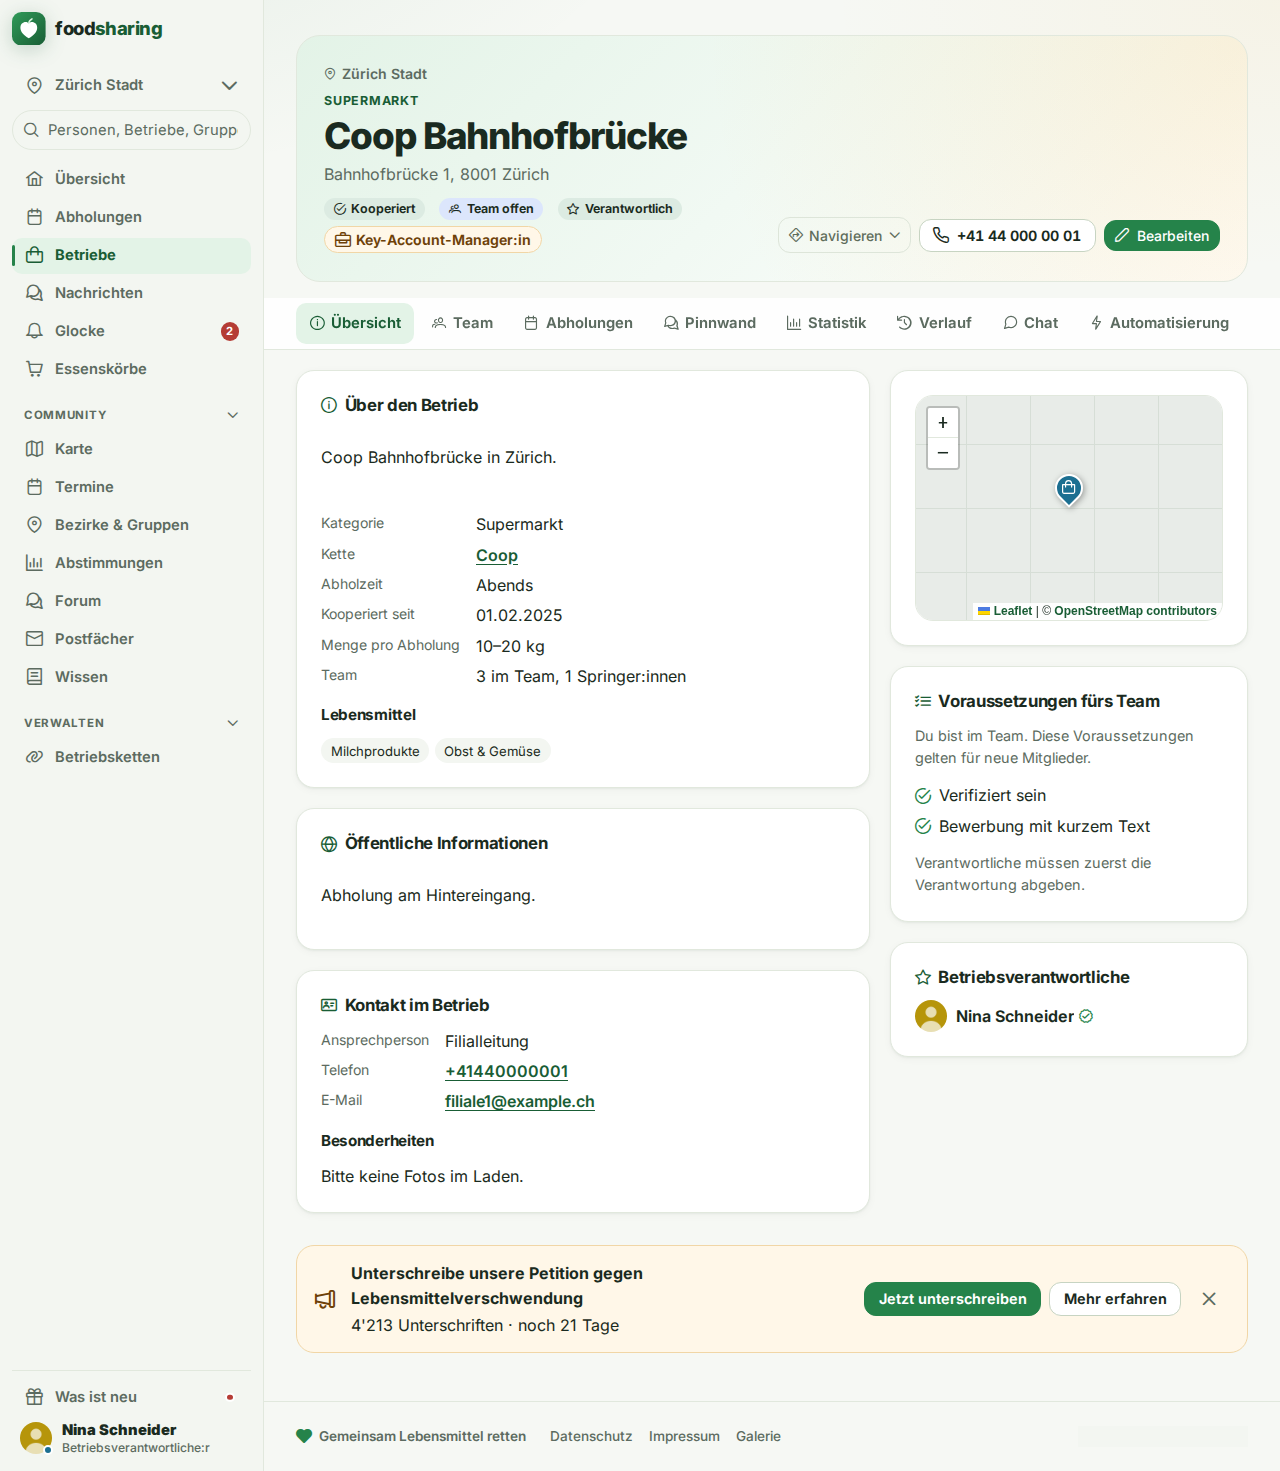 foodsharing
Zürich Stadt
Personen, Betriebe, Grupp
Übersicht
Abholungen
Betriebe
Nachrichten
Glocke 2
Essenskörbe
COMMUNITY
Karte
Termine
Bezirke & Gruppen
Abstimmungen
Forum
Postfächer
Wissen
VERWALTEN
Betriebsketten
Was ist neu
Nina Schneider
Betriebsverantwortliche:r
Zürich Stadt
SUPERMARKT
Coop Bahnhofbrücke
Bahnhofbrücke 1, 8001 Zürich
Kooperiert Team offen Verantwortlich
Key-Account-Manager:in
Navigieren +41 44 000 00 01 Bearbeiten
Übersicht Team Abholungen Pinnwand Statistik Verlauf Chat Automatisierung
Über den Betrieb
Coop Bahnhofbrücke in Zürich.
Kategorie Supermarkt
Kette Coop
Abholzeit Abends
Kooperiert seit 01.02.2025
Menge pro Abholung 10–20 kg
Team 3 im Team, 1 Springer:innen
Lebensmittel
Milchprodukte Obst & Gemüse
Öffentliche Informationen
Abholung am Hintereingang.
Kontakt im Betrieb
Ansprechperson Filialleitung
Telefon +41440000001
E-Mail filiale1@example.ch
Besonderheiten
Bitte keine Fotos im Laden.
+
−
Leaflet | © OpenStreetMap contributors
Voraussetzungen fürs Team
Du bist im Team. Diese Voraussetzungen
gelten für neue Mitglieder.
Verifiziert sein
Bewerbung mit kurzem Text
Verantwortliche müssen zuerst die
Verantwortung abgeben.
Betriebsverantwortliche
Nina Schneider
Unterschreibe unsere Petition gegen
Lebensmittelverschwendung
4'213 Unterschriften · noch 21 Tage
Jetzt unterschreiben Mehr erfahren
Gemeinsam Lebensmittel retten Datenschutz Impressum Galerie